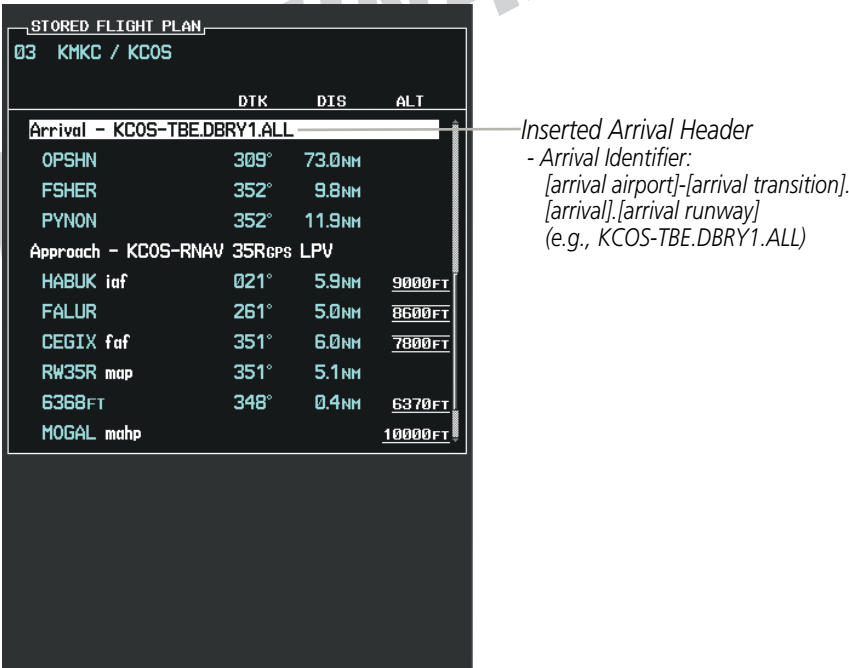 STORED FLIGHT PLAN
03 KMKC / KCOS
DTK DIS ALT
Arrival – KCOS-TBE.DBRY1.ALL
OPSHN 309° 73.0NM
FSHER 352° 9.8NM
PYNON 352° 11.9NM
Approach – KCOS-RNAV 35RGPS LPV
HABUK iaf 021° 5.9NM 9000FT
FALUR 261° 5.0NM 8600FT
CEGIX faf 351° 6.0NM 7800FT
RW35R map 351° 5.1NM
6368FT 348° 0.4NM 6370FT
MOGAL mahp 10000FT
Inserted Arrival Header
- Arrival Identifier:
[arrival airport]-[arrival transition].
[arrival].[arrival runway]
(e.g., KCOS-TBE.DBRY1.ALL)